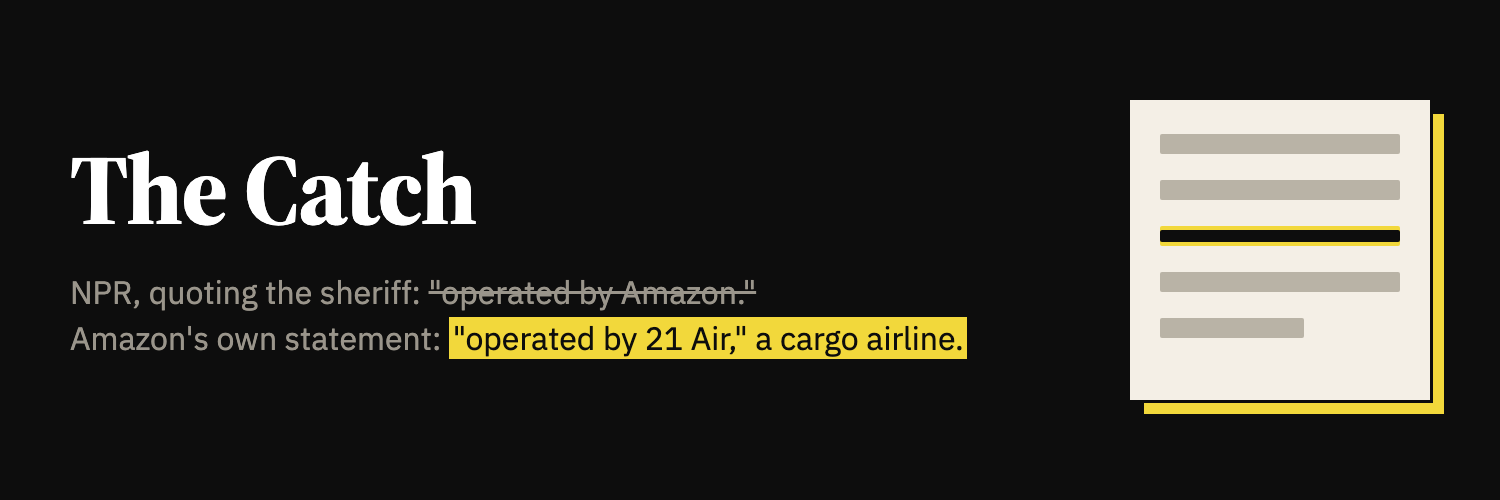 The Catch
NPR, quoting the sheriff: "operated by Amazon."
Amazon's own statement: "operated by 21 Air," a cargo airline.